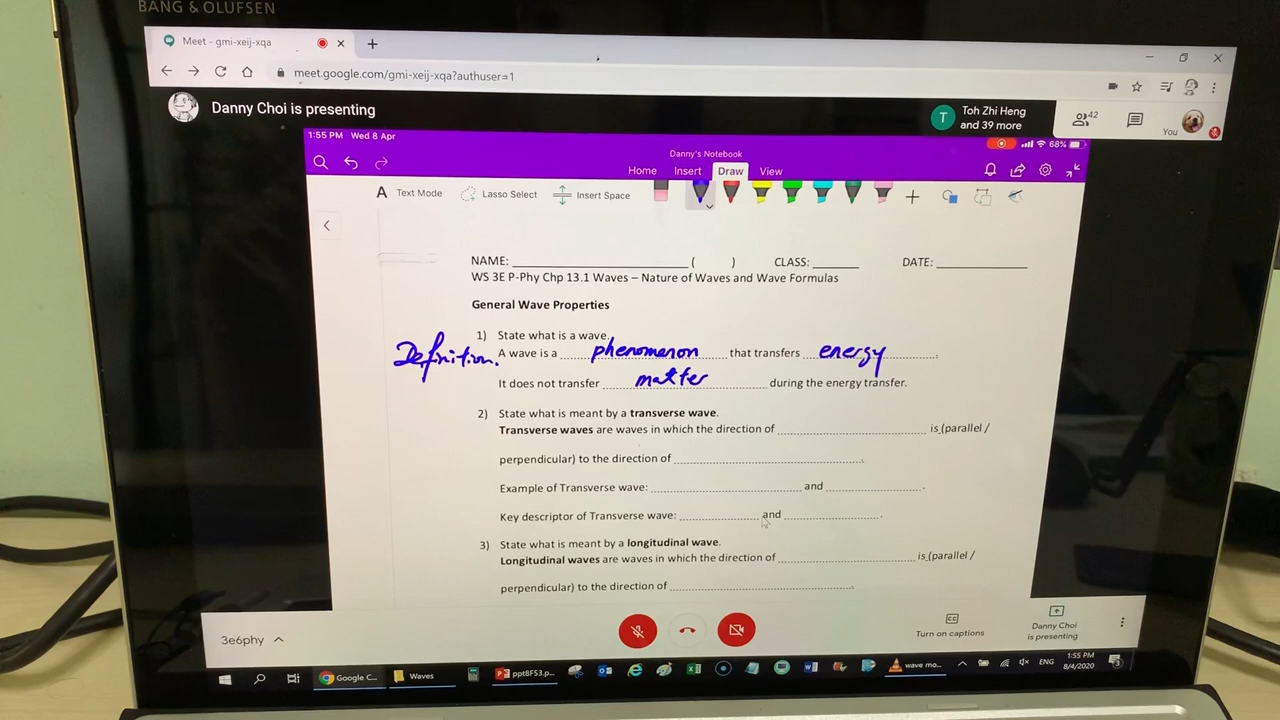 BANG & OLUFSEN
Meet - gmi-xeij-xqa
meet.google.com/gmi-xeij-xqa?authuser=1
Danny Choi is presenting
T
Toh Zhi Heng
and 39 more
42
You
1:55 PM Wed 8 Apr
68%
Danny's Notebook
Home Insert Draw View
A Text Mode Lasso Select Insert Space
NAME: ( ) CLASS: DATE:
WS 3E P-Phy Chp 13.1 Waves – Nature of Waves and Wave Formulas
General Wave Properties
1) State what is a wave.
Definition. A wave is a phenomenon that transfers energy.
It does not transfer matter during the energy transfer.
2) State what is meant by a transverse wave.
Transverse waves are waves in which the direction of is (parallel /
perpendicular) to the direction of
Example of Transverse wave: and
Key descriptor of Transverse wave: and
3) State what is meant by a longitudinal wave.
Longitudinal waves are waves in which the direction of is (parallel /
perpendicular) to the direction of
3e6phy
CC
Turn on captions
Danny Choi
is presenting
Google C...
Waves
ppt8F53.p...
wave mo...
ENG
1:55 PM
8/4/2020
3